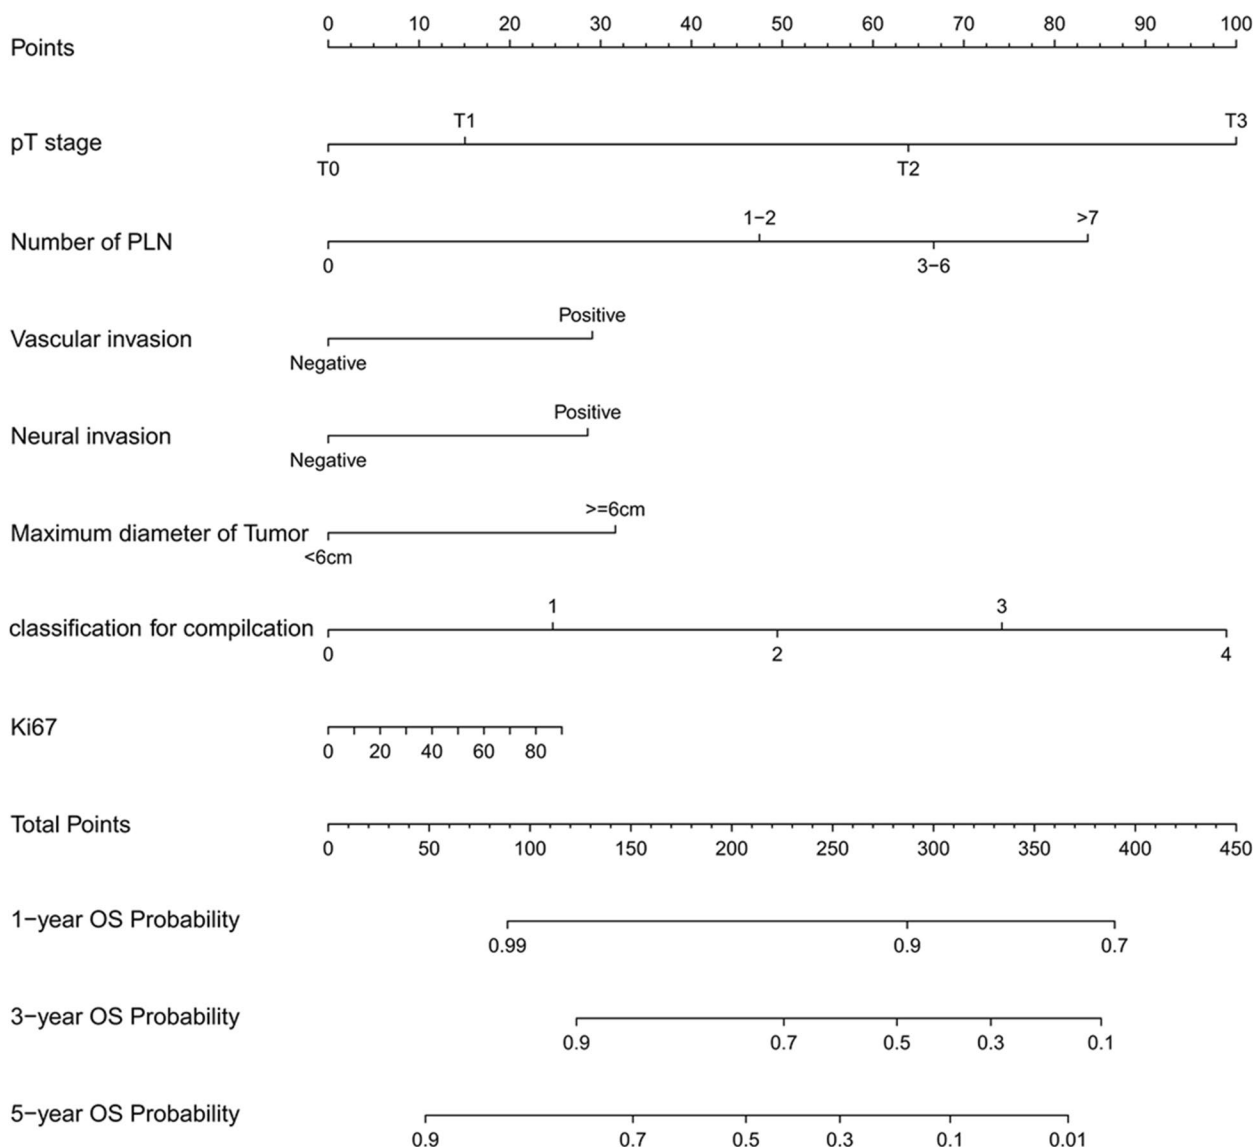 0 10 20 30 40 50 60 70 80 90 100
Points
T1 T3
pT stage
T0 T2
1−2 >7
Number of PLN
0 3−6
Positive
Vascular invasion
Negative
Positive
Neural invasion
Negative
>=6cm
Maximum diameter of Tumor
<6cm
1 3
classification for compilcation
0 2 4
Ki67
0 20 40 60 80
Total Points
0 50 100 150 200 250 300 350 400 450
1−year OS Probability
0.99 0.9 0.7
3−year OS Probability
0.9 0.7 0.5 0.3 0.1
5−year OS Probability
0.9 0.7 0.5 0.3 0.1 0.01